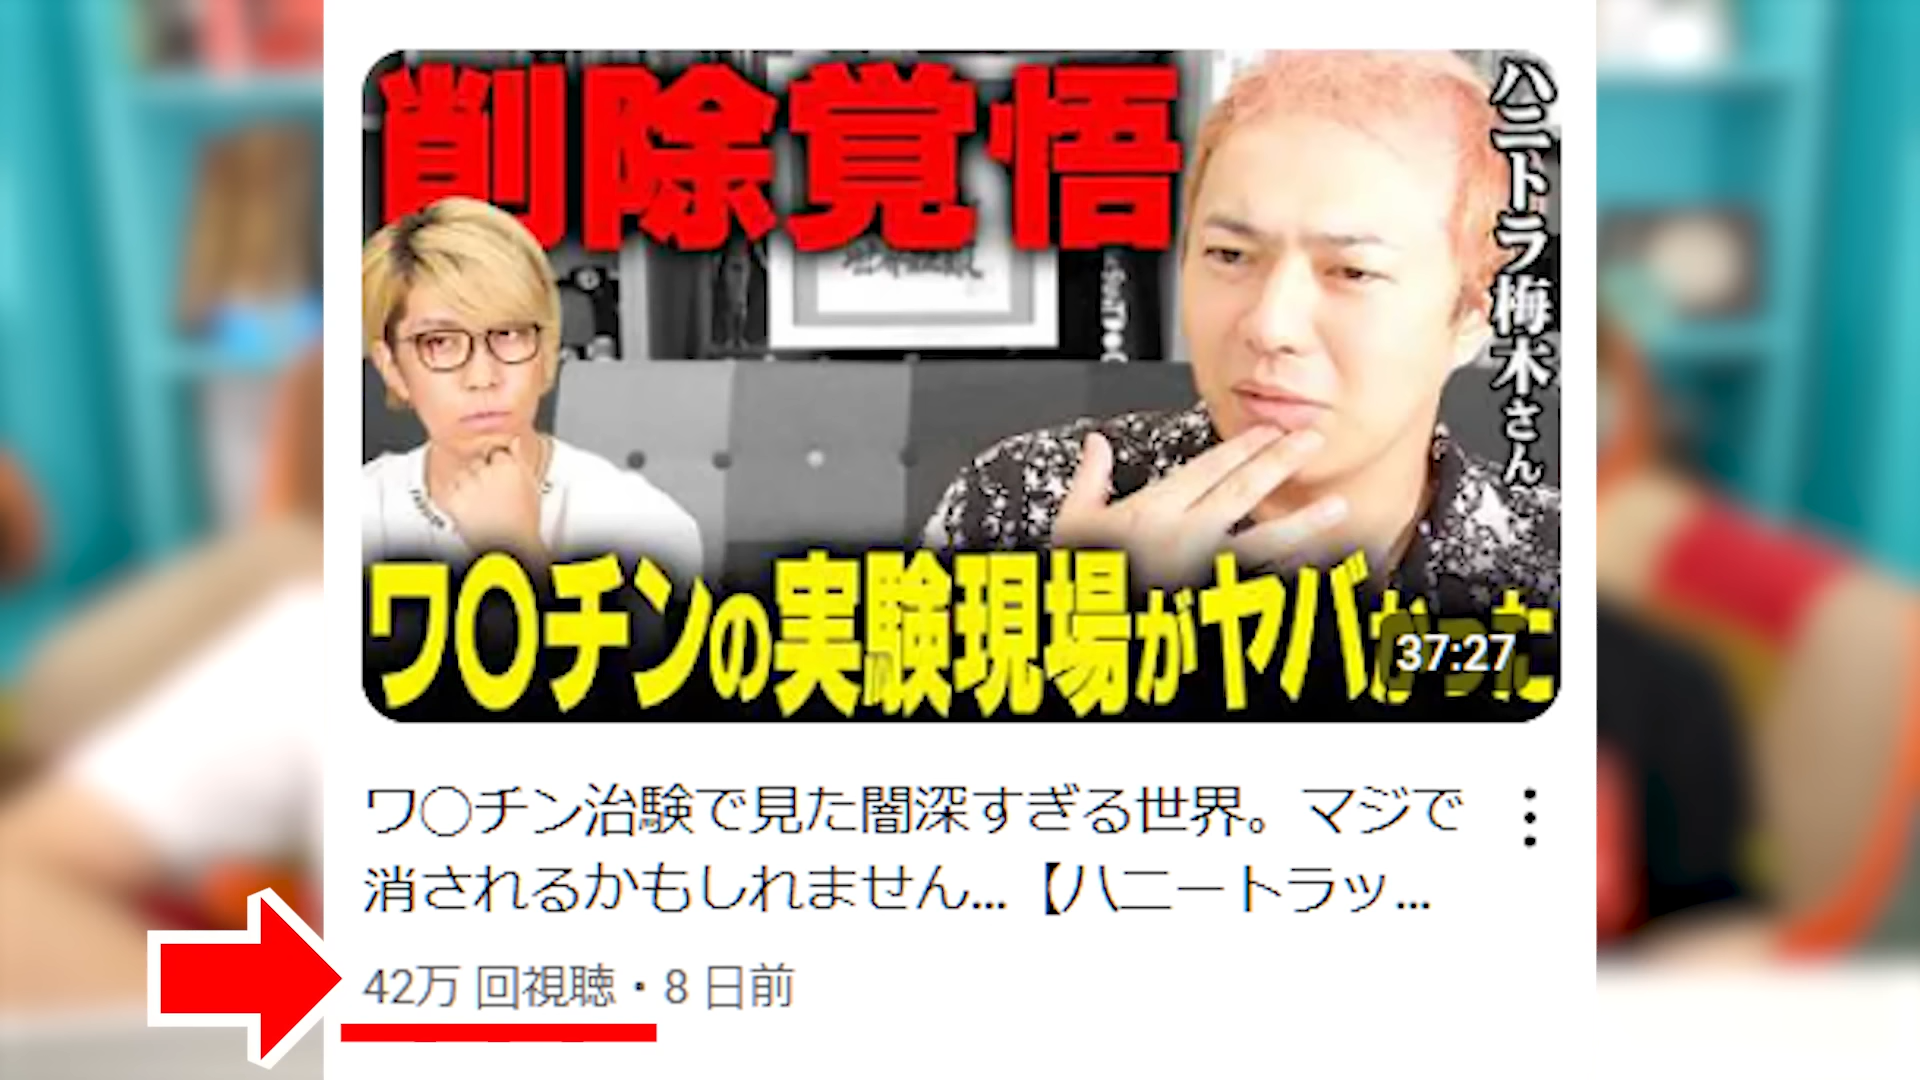 削除覚悟
ハニトラ梅木さん
ワ〇チンの実験現場がヤバかった
37:27
ワ〇チン治験で見た闇深すぎる世界。マジで
消されるかもしれません...【ハニートラッ...
42万 回視聴・8 日前